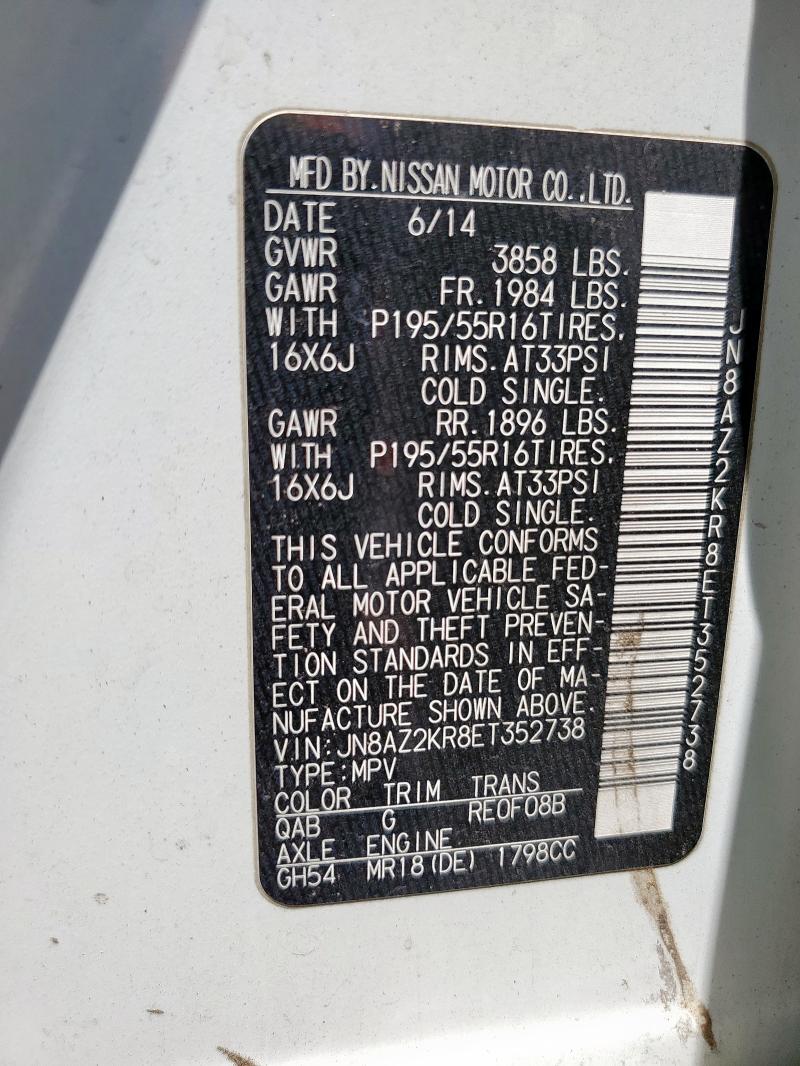 MFD BY.NISSAN MOTOR CO.,LTD.
DATE 6/14
GVWR 3858 LBS.
GAWR FR.1984 LBS.
WITH P195/55R16TIRES,
16X6J RIMS.AT33PSI
COLD SINGLE.
GAWR RR.1896 LBS.
WITH P195/55R16TIRES,
16X6J RIMS.AT33PSI
COLD SINGLE.
THIS VEHICLE CONFORMS
TO ALL APPLICABLE FED-
ERAL MOTOR VEHICLE SA-
FETY AND THEFT PREVEN-
TION STANDARDS IN EFF-
ECT ON THE DATE OF MA-
NUFACTURE SHOWN ABOVE.
VIN:JN8AZ2KR8ET352738
TYPE:MPV
COLOR TRIM TRANS
QAB G RE0F08B
AXLE ENGINE
GH54 MR18(DE) 1798CC
JN8AZ2KR8ET352738